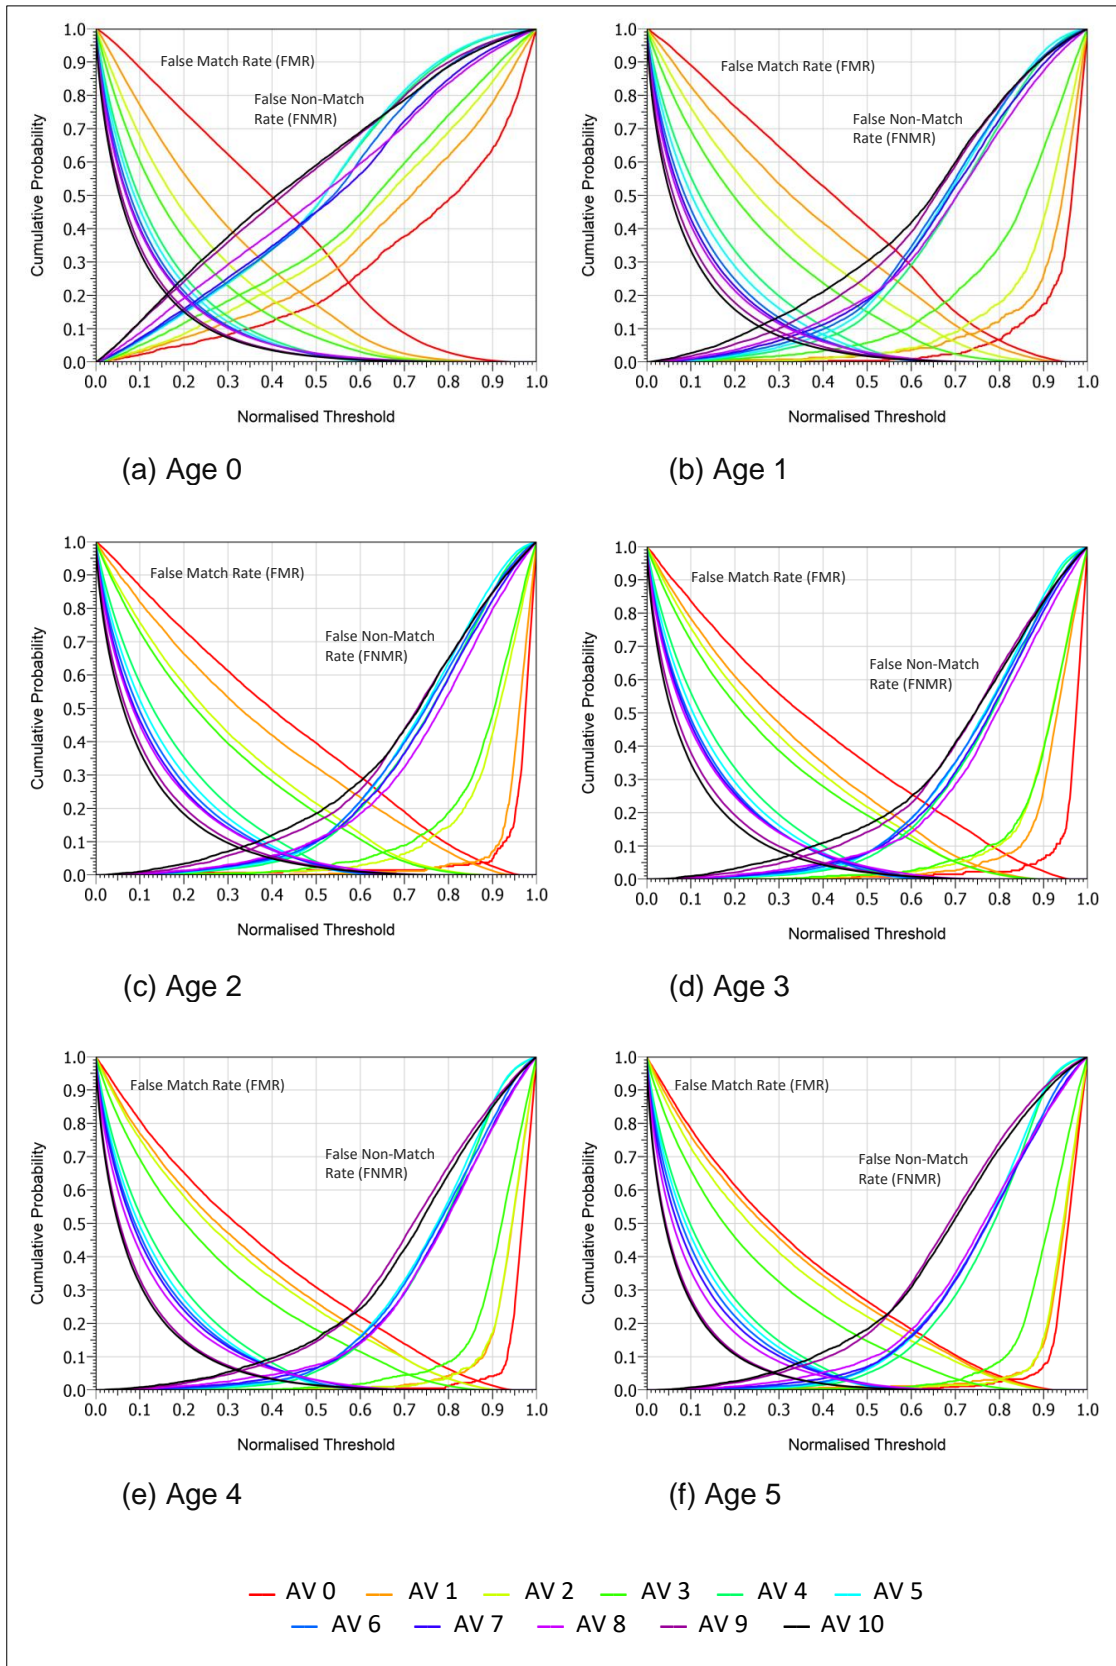 1.0
0.9
0.8
0.7
0.6
0.5
0.4
0.3
0.2
0.1
0.0
Cumulative Probability
False Match Rate (FMR)
False Non-Match
Rate (FNMR)
0.0 0.1 0.2 0.3 0.4 0.5 0.6 0.7 0.8 0.9 1.0
Normalised Threshold
(a) Age 0
1.0
0.9
0.8
0.7
0.6
0.5
0.4
0.3
0.2
0.1
0.0
Cumulative Probability
False Match Rate (FMR)
False Non-Match
Rate (FNMR)
0.0 0.1 0.2 0.3 0.4 0.5 0.6 0.7 0.8 0.9 1.0
Normalised Threshold
(b) Age 1
1.0
0.9
0.8
0.7
0.6
0.5
0.4
0.3
0.2
0.1
0.0
Cumulative Probability
False Match Rate (FMR)
False Non-Match
Rate (FNMR)
0.0 0.1 0.2 0.3 0.4 0.5 0.6 0.7 0.8 0.9 1.0
Normalised Threshold
(c) Age 2
1.0
0.9
0.8
0.7
0.6
0.5
0.4
0.3
0.2
0.1
0.0
Cumulative Probability
False Match Rate (FMR)
False Non-Match
Rate (FNMR)
0.0 0.1 0.2 0.3 0.4 0.5 0.6 0.7 0.8 0.9 1.0
Normalised Threshold
(d) Age 3
1.0
0.9
0.8
0.7
0.6
0.5
0.4
0.3
0.2
0.1
0.0
Cumulative Probability
False Match Rate (FMR)
False Non-Match
Rate (FNMR)
0.0 0.1 0.2 0.3 0.4 0.5 0.6 0.7 0.8 0.9 1.0
Normalised Threshold
(e) Age 4
1.0
0.9
0.8
0.7
0.6
0.5
0.4
0.3
0.2
0.1
0.0
Cumulative Probability
False Match Rate (FMR)
False Non-Match
Rate (FNMR)
0.0 0.1 0.2 0.3 0.4 0.5 0.6 0.7 0.8 0.9 1.0
Normalised Threshold
(f) Age 5
AV 0 AV 1 AV 2 AV 3 AV 4 AV 5
AV 6 AV 7 AV 8 AV 9 AV 10